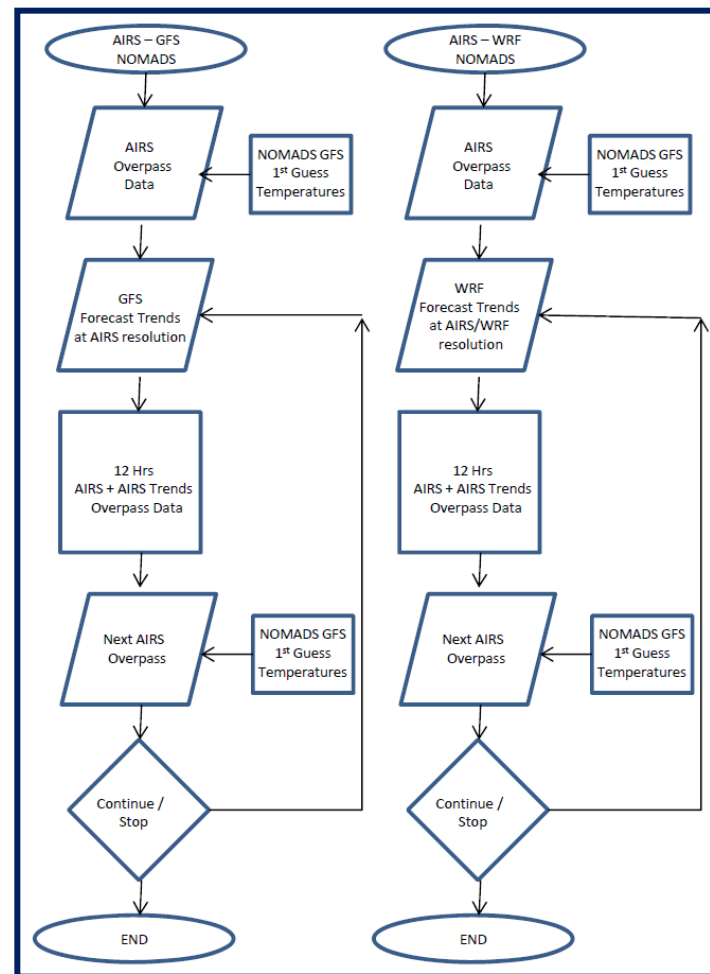 AIRS – GFS
NOMADS
AIRS
Overpass
Data
NOMADS GFS
1st Guess
Temperatures
GFS
Forecast Trends
at AIRS resolution
12 Hrs
AIRS + AIRS Trends
Overpass Data
Next AIRS
Overpass
NOMADS GFS
1st Guess
Temperatures
Continue /
Stop
END
AIRS – WRF
NOMADS
AIRS
Overpass
Data
NOMADS GFS
1st Guess
Temperatures
WRF
Forecast Trends
at AIRS/WRF
resolution
12 Hrs
AIRS + AIRS Trends
Overpass Data
Next AIRS
Overpass
NOMADS GFS
1st Guess
Temperatures
Continue /
Stop
END